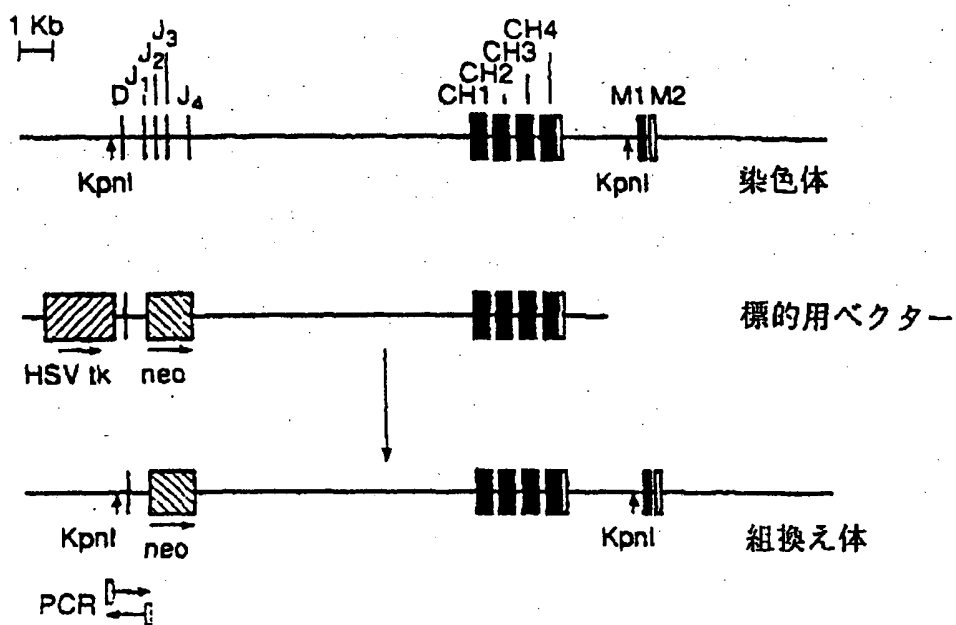 1 Kb
D J₁ J₂ J₃ J₄
CH1 CH2 CH3 CH4
M1 M2
KpnI KpnI
染色体
HSV tk neo
標的用ベクター
KpnI neo KpnI
組換え体
PCR